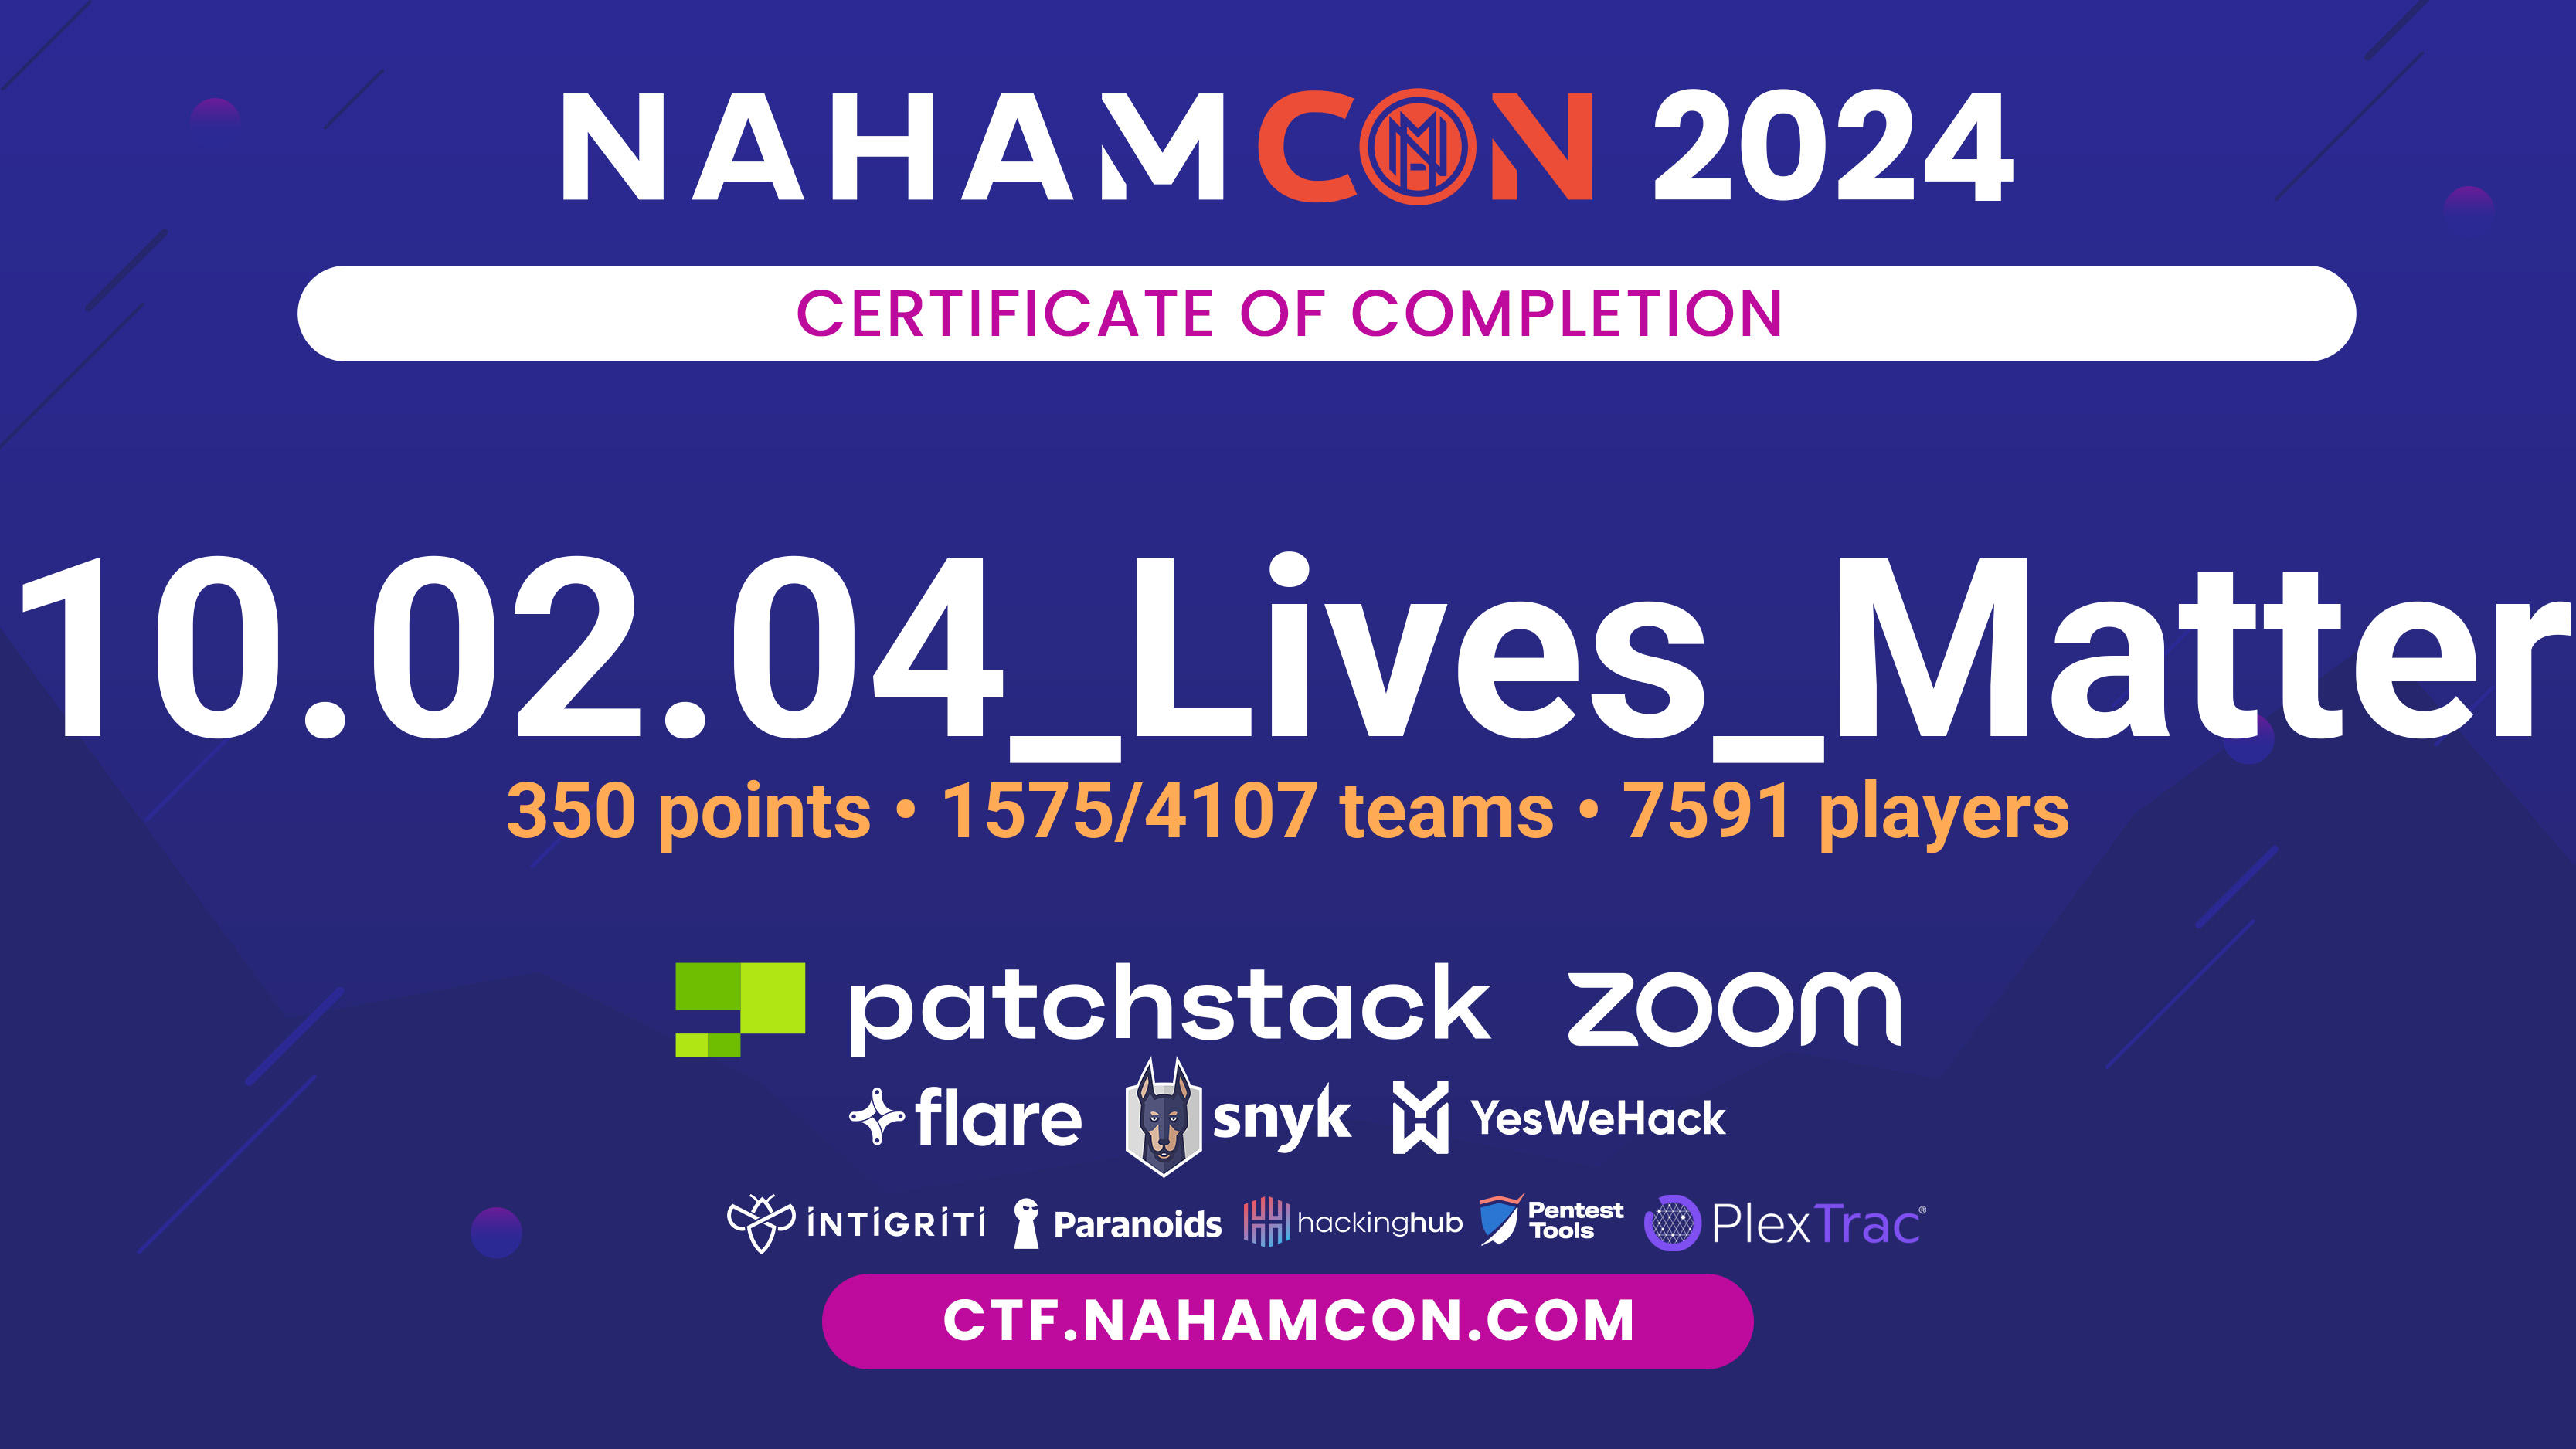 NAHAMCON 2024
CERTIFICATE OF COMPLETION
10.02.04_Lives_Matter
350 points • 1575/4107 teams • 7591 players
patchstack zoom
flare snyk YesWeHack
INTIGRITI Paranoids hackinghub Pentest Tools PlexTrac®
CTF.NAHAMCON.COM